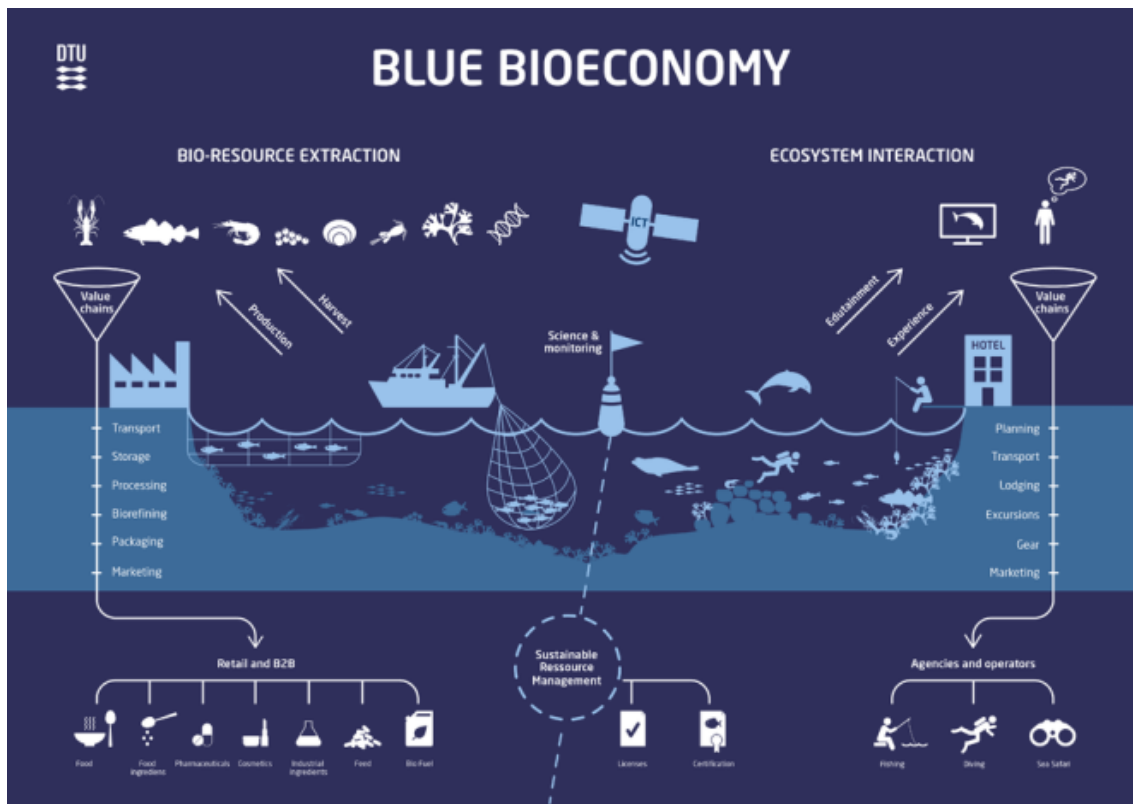 DTU
BLUE BIOECONOMY
BIO-RESOURCE EXTRACTION
ECOSYSTEM INTERACTION
ICT
Value
chains
Production
Harvest
Science &
monitoring
Edutainment
Experience
Value
chains
HOTEL
Transport
Storage
Processing
Biorefining
Packaging
Marketing
Planning
Transport
Lodging
Excursions
Gear
Marketing
Retail and B2B
Sustainable
Ressource
Management
Agencies and operators
Food
Food
ingrediens
Pharmaceuticals
Cosmetics
Industrial
ingredients
Feed
Bio Fuel
Licenses
Certification
Fishing
Diving
Sea Safari